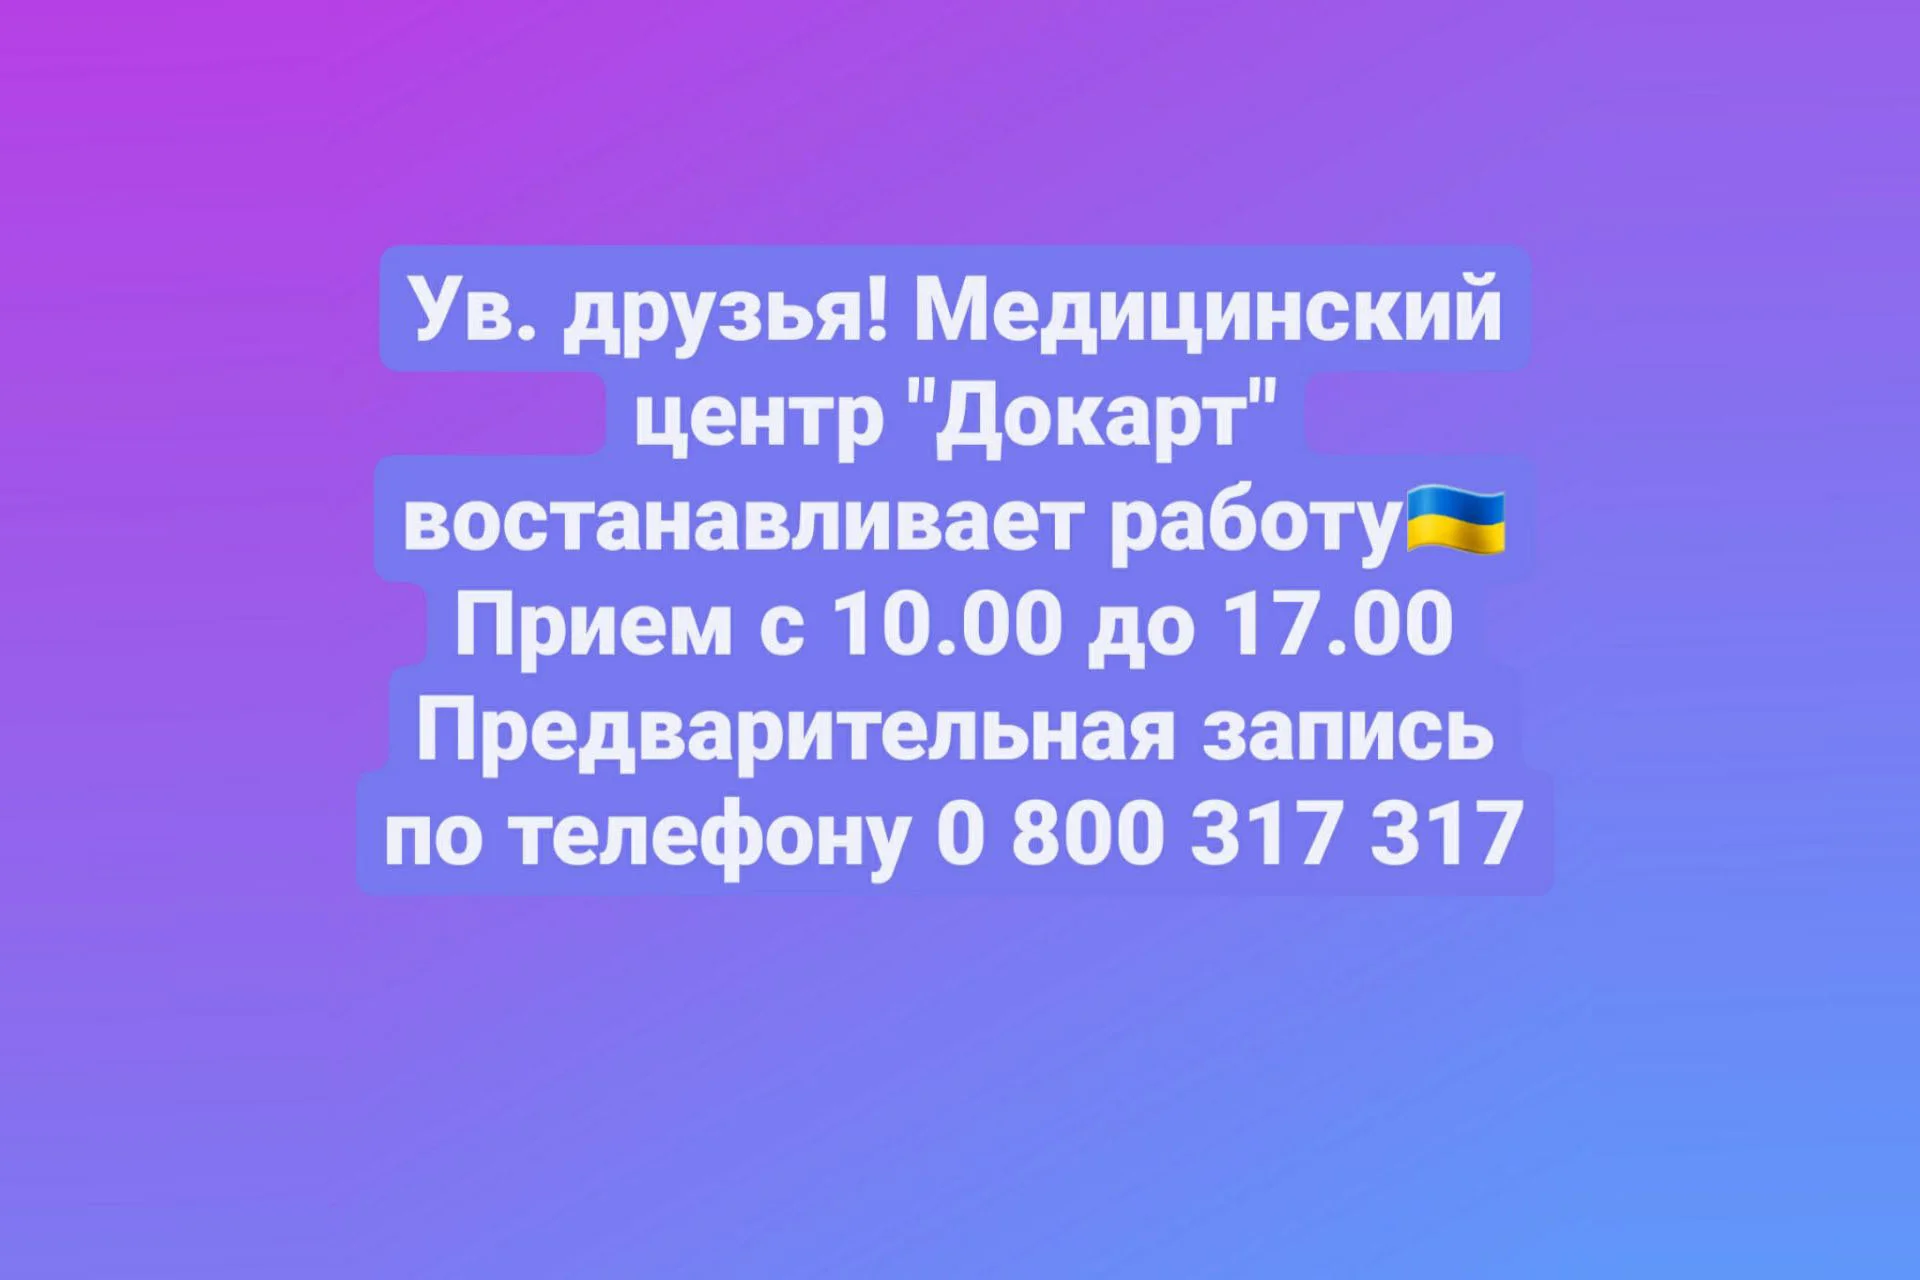 Ув. друзья! Медицинский
центр "Докарт"
востанавливает работу🇺🇦
Прием с 10.00 до 17.00
Предварительная запись
по телефону 0 800 317 317